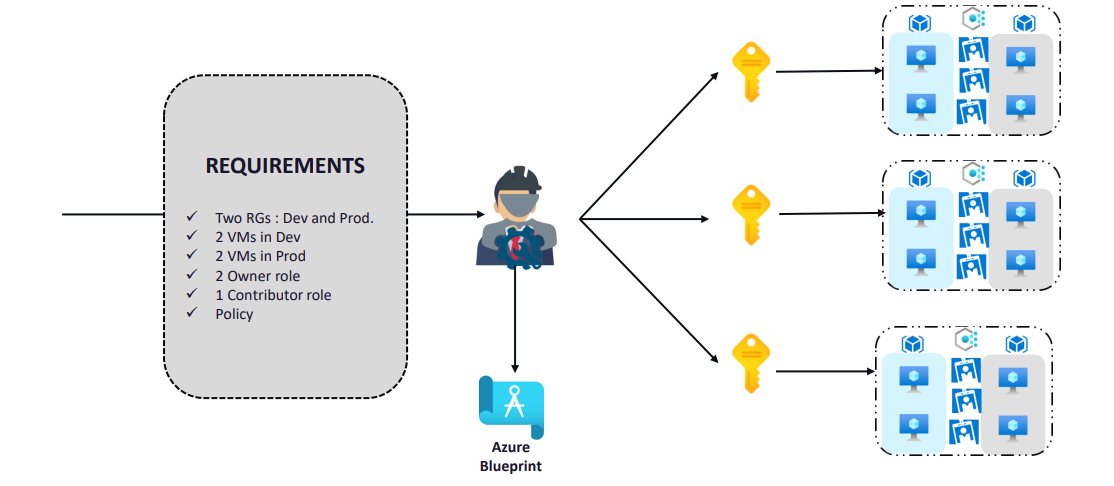 REQUIREMENTS
✓ Two RGs : Dev and Prod.
✓ 2 VMs in Dev
✓ 2 VMs in Prod
✓ 2 Owner role
✓ 1 Contributor role
✓ Policy
Azure
Blueprint